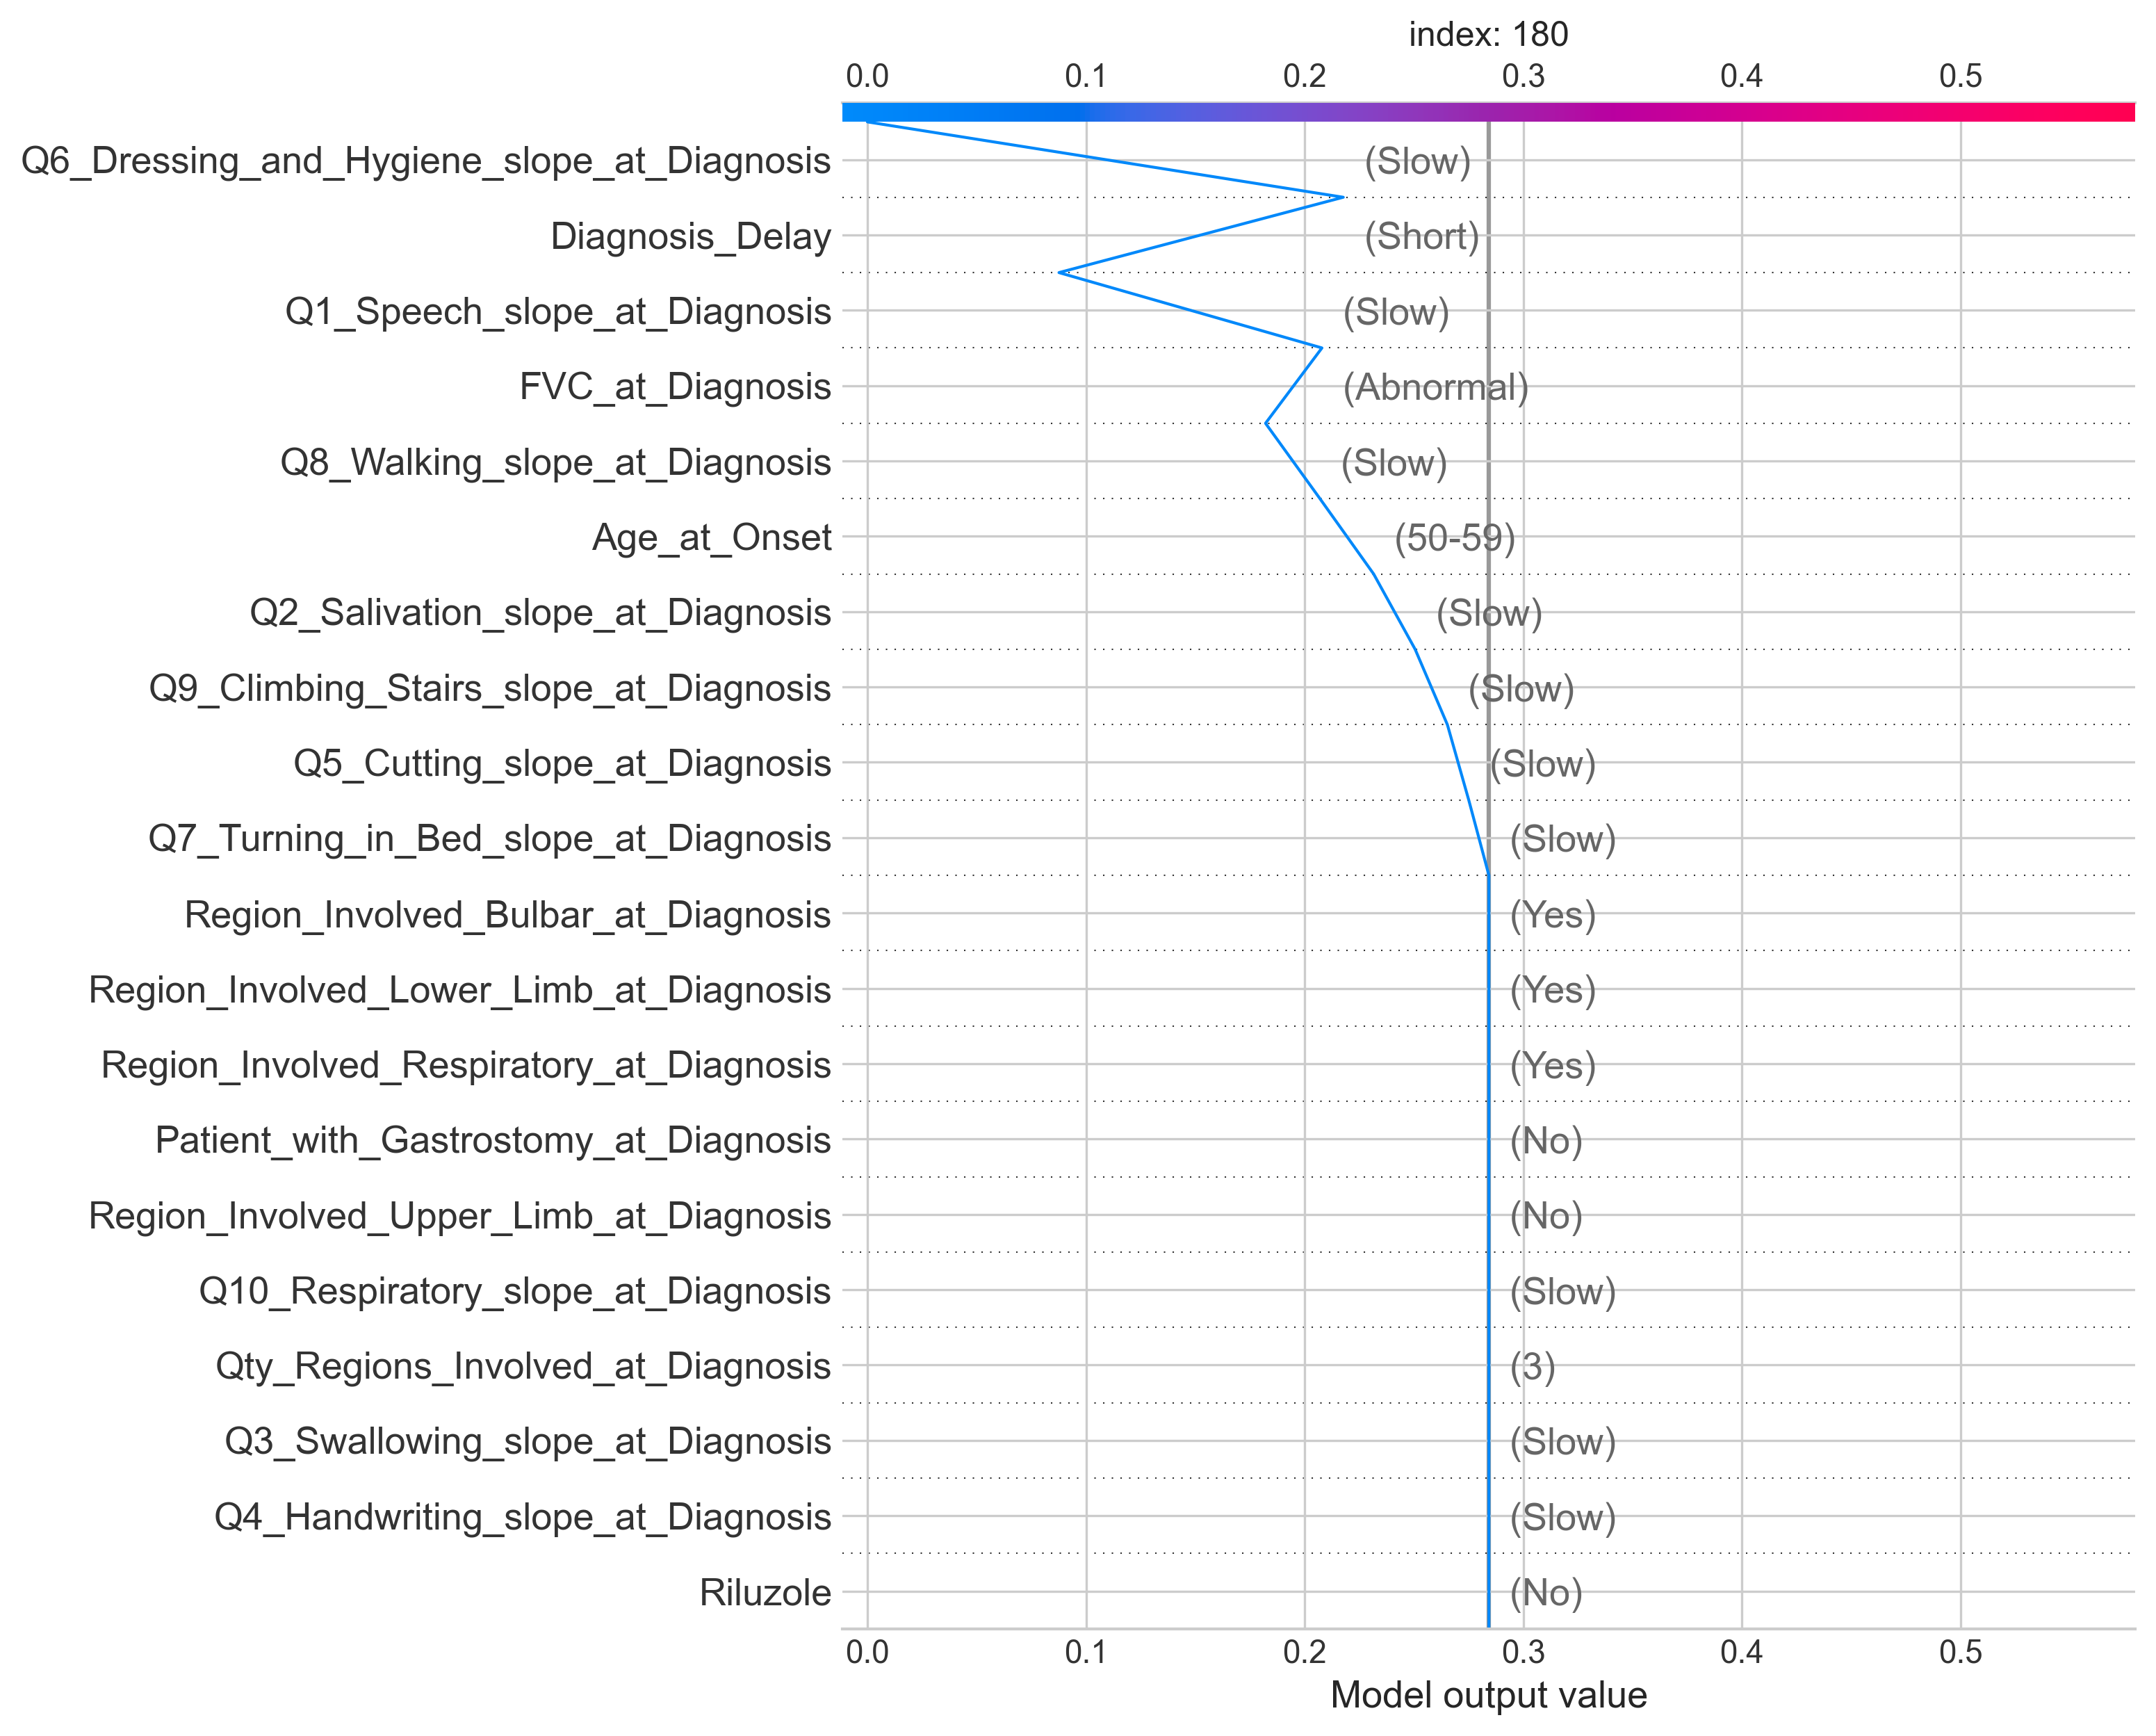 index: 180
0.0 0.1 0.2 0.3 0.4 0.5
Q6_Dressing_and_Hygiene_slope_at_Diagnosis (Slow)
Diagnosis_Delay (Short)
Q1_Speech_slope_at_Diagnosis (Slow)
FVC_at_Diagnosis (Abnormal)
Q8_Walking_slope_at_Diagnosis (Slow)
Age_at_Onset (50-59)
Q2_Salivation_slope_at_Diagnosis (Slow)
Q9_Climbing_Stairs_slope_at_Diagnosis (Slow)
Q5_Cutting_slope_at_Diagnosis (Slow)
Q7_Turning_in_Bed_slope_at_Diagnosis (Slow)
Region_Involved_Bulbar_at_Diagnosis (Yes)
Region_Involved_Lower_Limb_at_Diagnosis (Yes)
Region_Involved_Respiratory_at_Diagnosis (Yes)
Patient_with_Gastrostomy_at_Diagnosis (No)
Region_Involved_Upper_Limb_at_Diagnosis (No)
Q10_Respiratory_slope_at_Diagnosis (Slow)
Qty_Regions_Involved_at_Diagnosis (3)
Q3_Swallowing_slope_at_Diagnosis (Slow)
Q4_Handwriting_slope_at_Diagnosis (Slow)
Riluzole (No)
0.0 0.1 0.2 0.3 0.4 0.5
Model output value